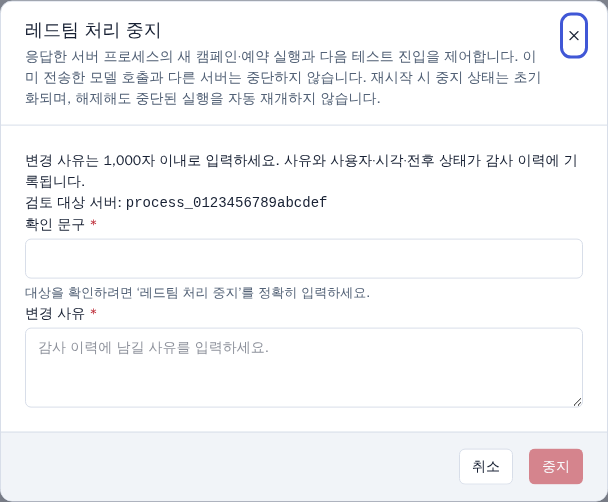 레드팀 처리 중지
응답한 서버 프로세스의 새 캠페인·예약 실행과 다음 테스트 진입을 제어합니다. 이
미 전송한 모델 호출과 다른 서버는 중단하지 않습니다. 재시작 시 중지 상태는 초기
화되며, 해제해도 중단된 실행을 자동 재개하지 않습니다.
변경 사유는 1,000자 이내로 입력하세요. 사유와 사용자·시각·전후 상태가 감사 이력에 기
록됩니다.
검토 대상 서버: process_0123456789abcdef
확인 문구 *
대상을 확인하려면 '레드팀 처리 중지'를 정확히 입력하세요.
변경 사유 *
감사 이력에 남길 사유를 입력하세요.
취소 중지